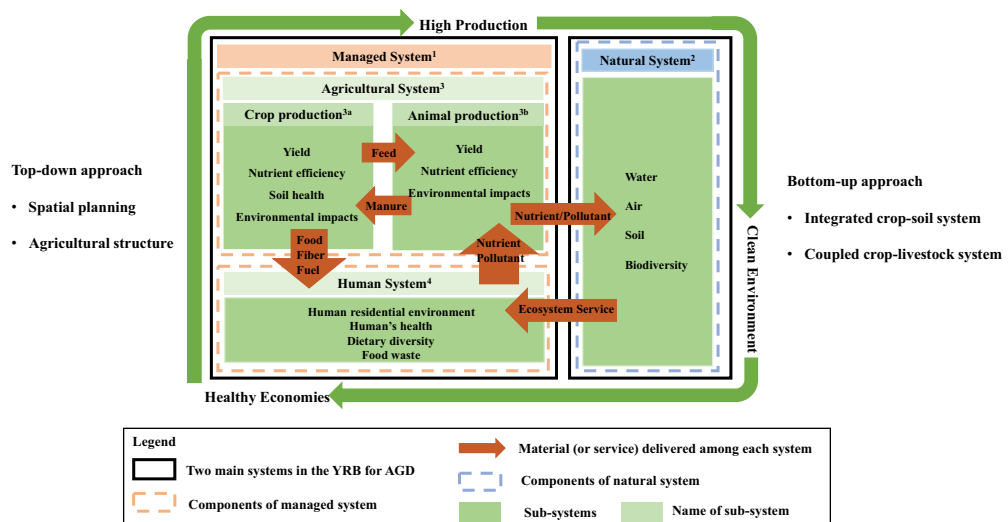 High Production
Managed System¹
Natural System²
Agricultural System³
Crop production³ᵃ
Animal production³ᵇ
Yield
Nutrient efficiency
Soil health
Environmental impacts
Feed
Manure
Yield
Nutrient efficiency
Environmental impacts
Nutrient/Pollutant
Water
Air
Soil
Biodiversity
Food
Fiber
Fuel
Nutrient
Pollutant
Human System⁴
Human residential environment
Human's health
Dietary diversity
Food waste
Ecosystem Service
Top-down approach
• Spatial planning
• Agricultural structure
Bottom-up approach
• Integrated crop-soil system
• Coupled crop-livestock system
Clean Environment
Healthy Economies
Legend
Two main systems in the YRB for AGD
Components of managed system
Material (or service) delivered among each system
Components of natural system
Sub-systems
Name of sub-system